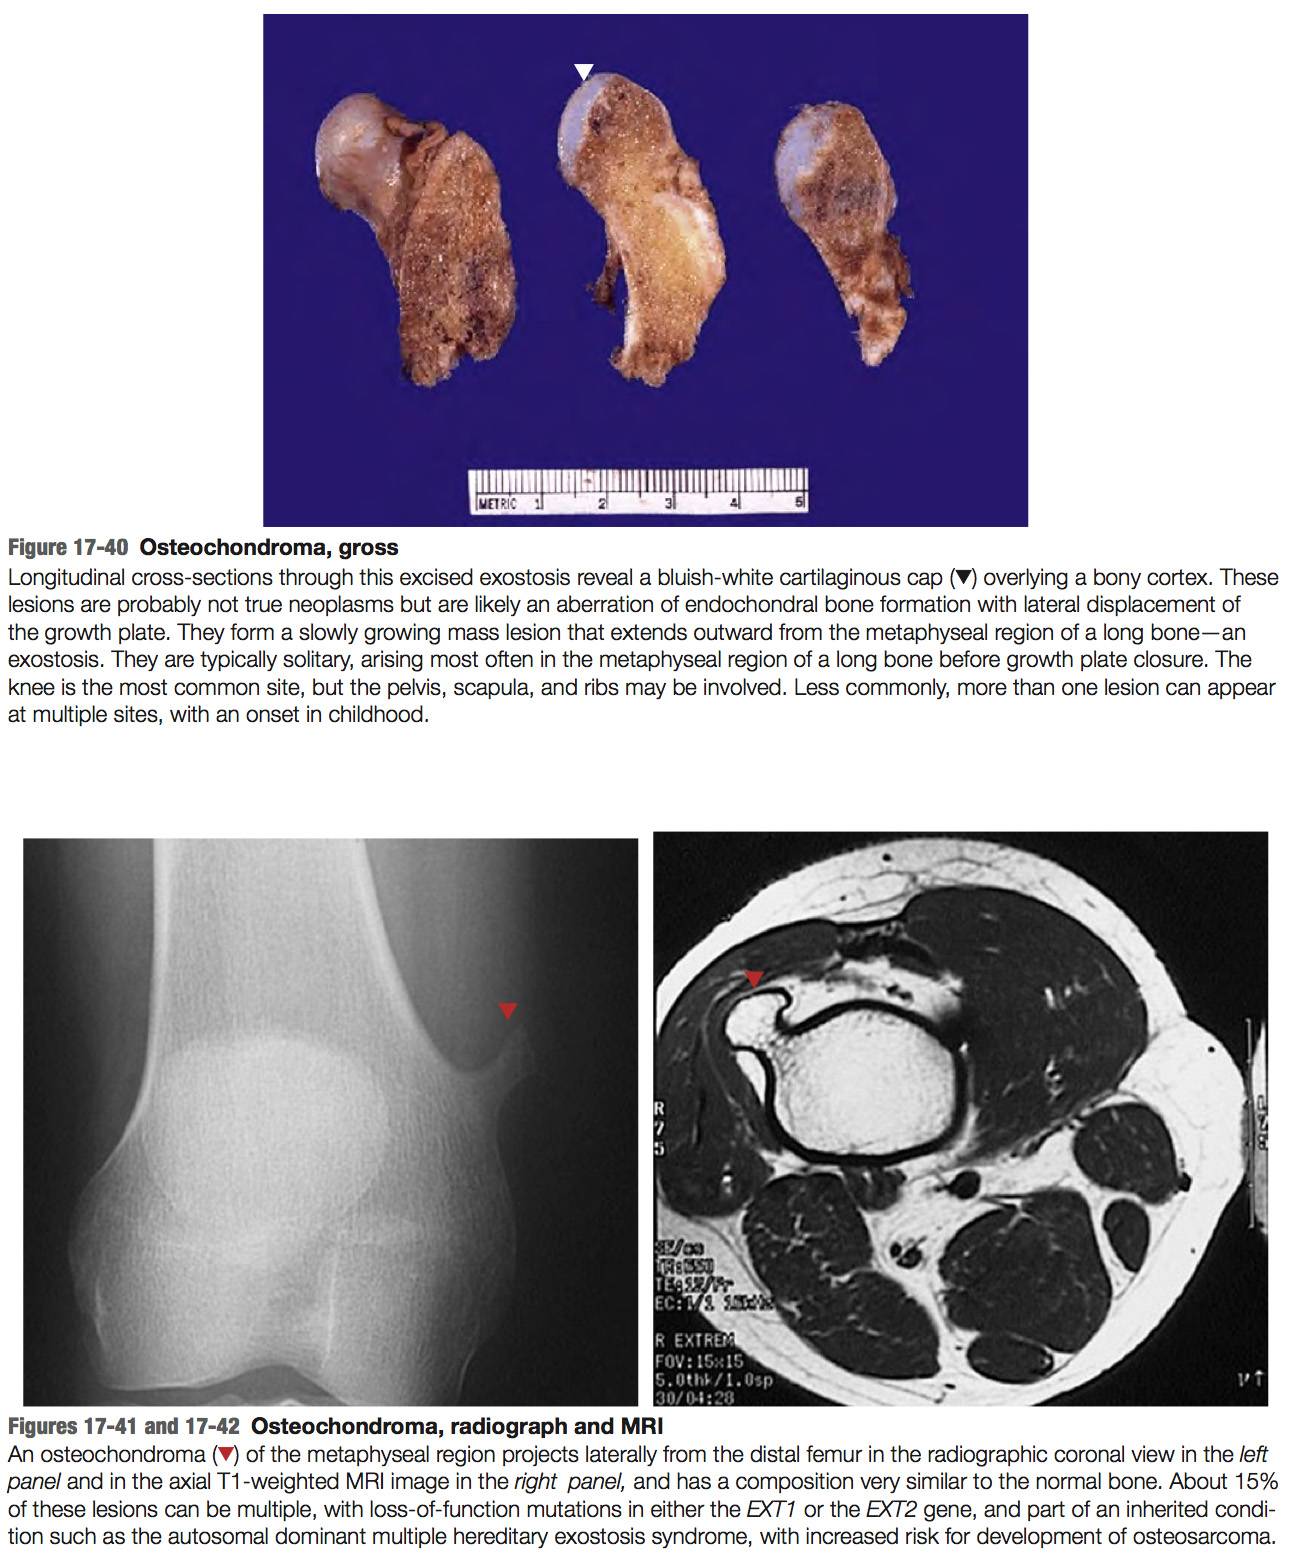 METRIC 1 2 3 4 5
Figure 17-40 Osteochondroma, gross
Longitudinal cross-sections through this excised exostosis reveal a bluish-white cartilaginous cap (▼) overlying a bony cortex. These
lesions are probably not true neoplasms but are likely an aberration of endochondral bone formation with lateral displacement of
the growth plate. They form a slowly growing mass lesion that extends outward from the metaphyseal region of a long bone—an
exostosis. They are typically solitary, arising most often in the metaphyseal region of a long bone before growth plate closure. The
knee is the most common site, but the pelvis, scapula, and ribs may be involved. Less commonly, more than one lesion can appear
at multiple sites, with an onset in childhood.
R
7
5
TR:650
TE:12/Fr
EC:1/1 16kHz
R EXTREM
FOV:15x15
5.0thk/1.0sp
30/04:28
Figures 17-41 and 17-42 Osteochondroma, radiograph and MRI
An osteochondroma (▼) of the metaphyseal region projects laterally from the distal femur in the radiographic coronal view in the left
panel and in the axial T1-weighted MRI image in the right panel, and has a composition very similar to the normal bone. About 15%
of these lesions can be multiple, with loss-of-function mutations in either the EXT1 or the EXT2 gene, and part of an inherited condi-
tion such as the autosomal dominant multiple hereditary exostosis syndrome, with increased risk for development of osteosarcoma.